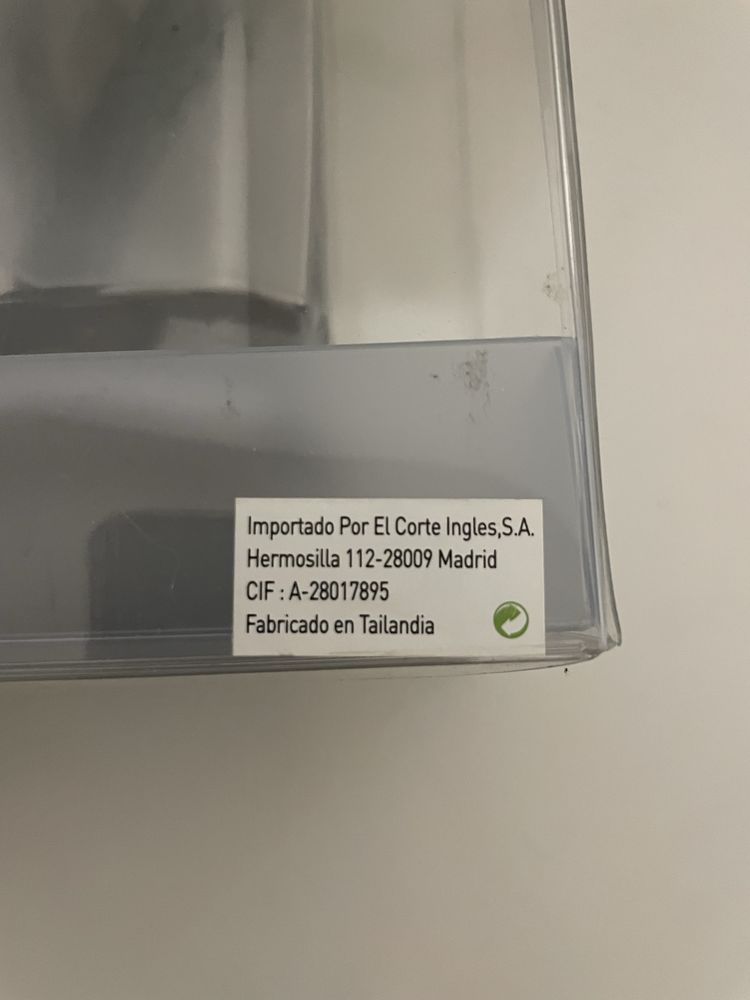 Importado Por El Corte Ingles,S.A.
Hermosilla 112-28009 Madrid
CIF : A-28017895
Fabricado en Tailandia